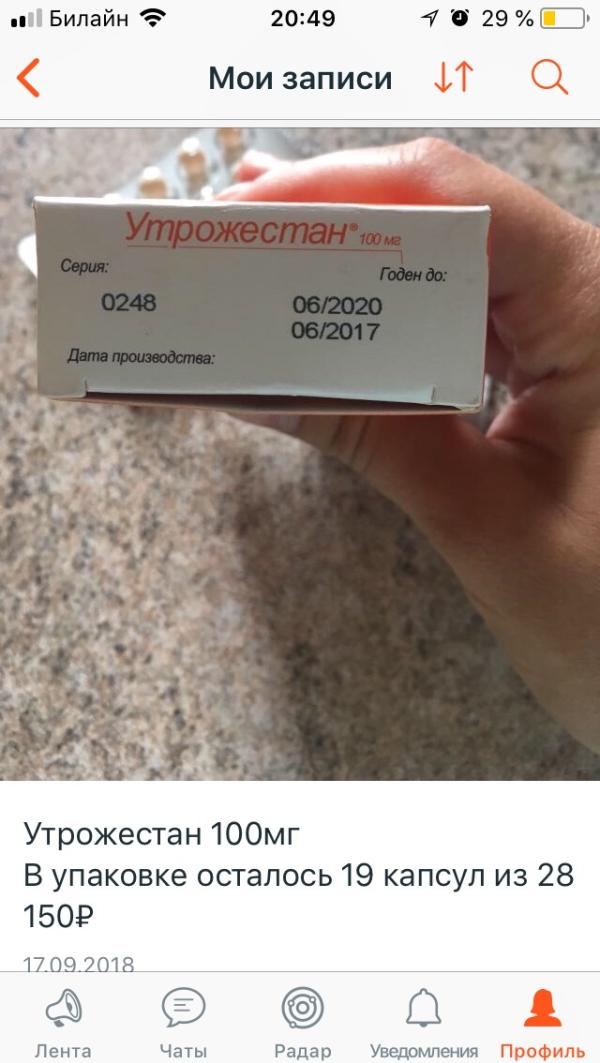 Билайн 20:49 29 %
Мои записи
Утрожестан® 100 мг
Серия: Годен до:
0248 06/2020
06/2017
Дата производства:
Утрожестан 100мг
В упаковке осталось 19 капсул из 28
150₽
17.09.2018
Лента Чаты Радар Уведомления Профиль